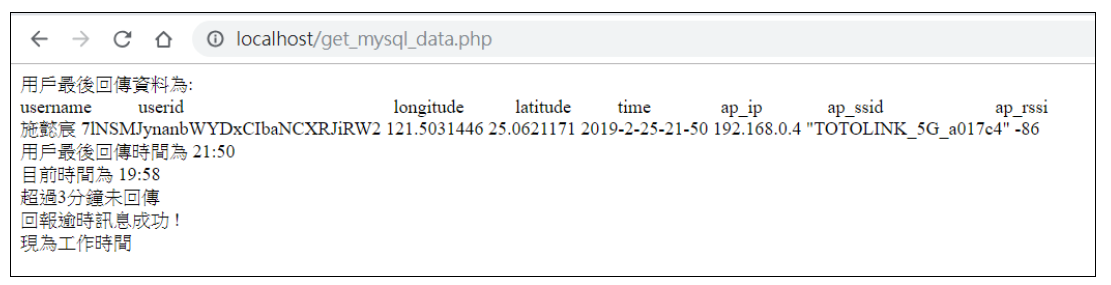 localhost/get_mysql_data.php
用戶最後回傳資料為:
username userid longitude latitude time ap_ip ap_ssid ap_rssi
施懿宸 7lNSMJynanbWYDxCIbaNCXRJiRW2 121.5031446 25.0621171 2019-2-25-21-50 192.168.0.4 "TOTOLINK_5G_a017c4" -86
用戶最後回傳時間為 21:50
目前時間為 19:58
超過3分鐘未回傳
回報逾時訊息成功！
現為工作時間